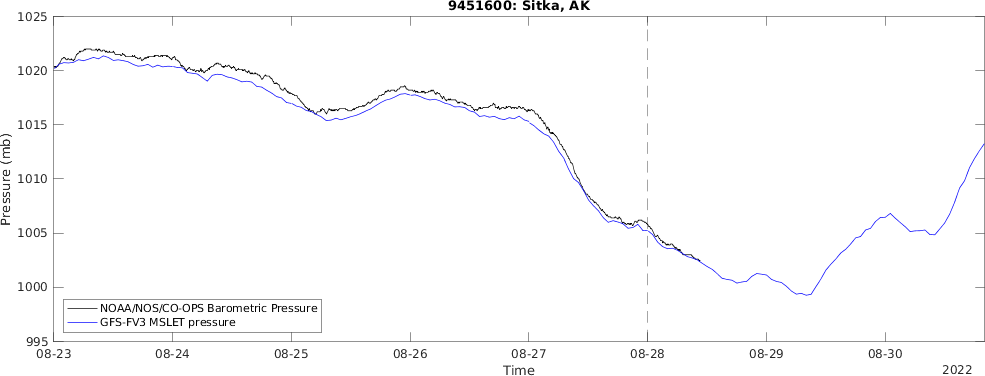 9451600: Sitka, AK
Pressure (mb)
1025
1020
1015
1010
1005
1000
995
NOAA/NOS/CO-OPS Barometric Pressure
GFS-FV3 MSLET pressure
08-23 08-24 08-25 08-26 08-27 08-28 08-29 08-30
Time
2022